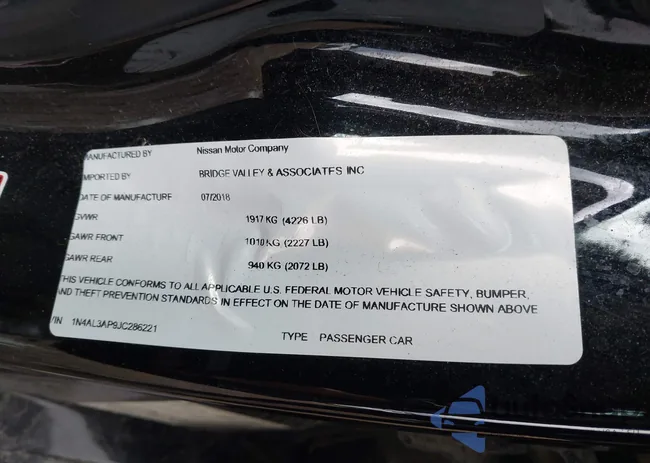 MANUFACTURED BY Nissan Motor Company
IMPORTED BY BRIDGE VALLEY & ASSOCIATES INC
DATE OF MANUFACTURE 07/2018
GVWR 1917 KG (4226 LB)
GAWR FRONT 1010 KG (2227 LB)
GAWR REAR 940 KG (2072 LB)
THIS VEHICLE CONFORMS TO ALL APPLICABLE U.S. FEDERAL MOTOR VEHICLE SAFETY, BUMPER,
AND THEFT PREVENTION STANDARDS IN EFFECT ON THE DATE OF MANUFACTURE SHOWN ABOVE
VIN 1N4AL3AP9JC286221 TYPE PASSENGER CAR